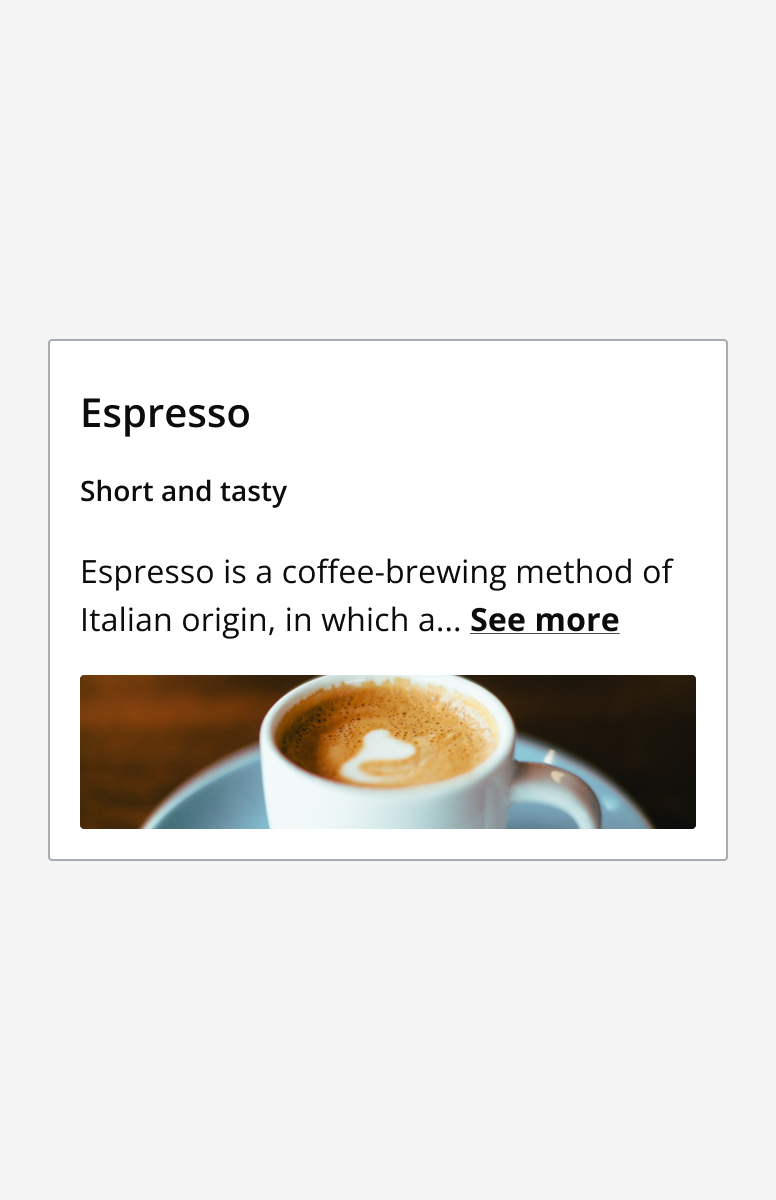 Espresso
Short and tasty
Espresso is a coffee-brewing method of
Italian origin, in which a... See more